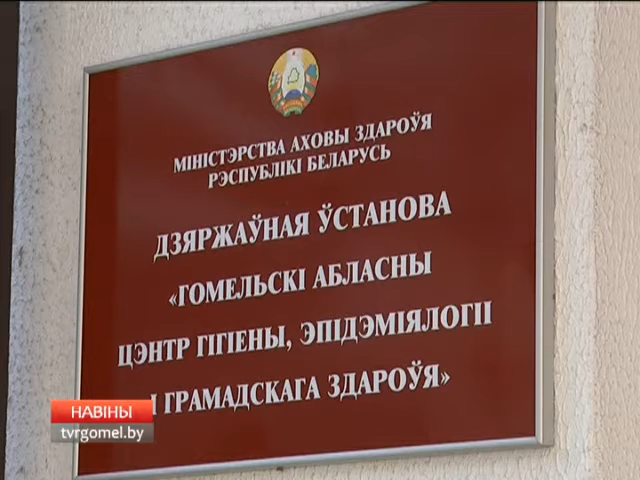 МІНІСТЭРСТВА АХОВЫ ЗДАРОЎЯ
РЭСПУБЛІКІ БЕЛАРУСЬ
ДЗЯРЖАЎНАЯ ЎСТАНОВА
«ГОМЕЛЬСКІ АБЛАСНЫ
ЦЭНТР ГІГІЕНЫ, ЭПІДЭМІЯЛОГІІ
І ГРАМАДСКАГА ЗДАРОЎЯ»
НАВІНЫ
tvrgomel.by